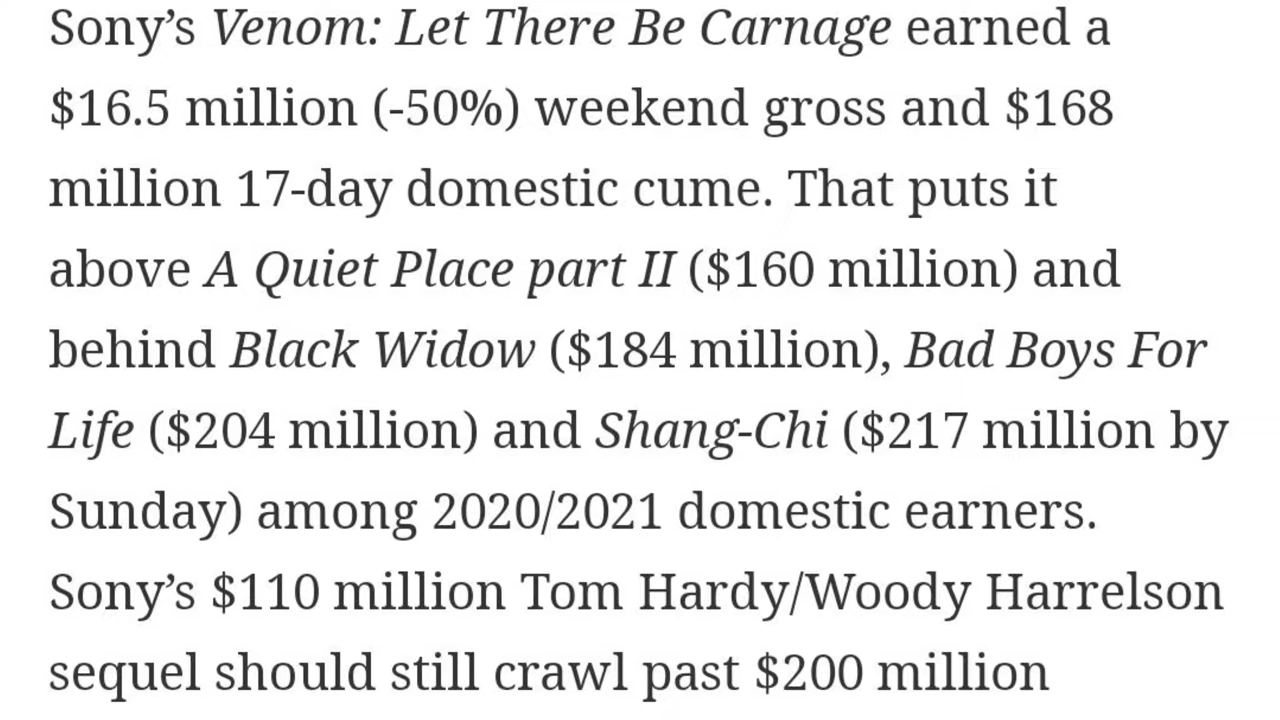 Sony’s Venom: Let There Be Carnage earned a
$16.5 million (-50%) weekend gross and $168
million 17-day domestic cume. That puts it
above A Quiet Place part II ($160 million) and
behind Black Widow ($184 million), Bad Boys For
Life ($204 million) and Shang-Chi ($217 million by
Sunday) among 2020/2021 domestic earners.
Sony’s $110 million Tom Hardy/Woody Harrelson
sequel should still crawl past $200 million